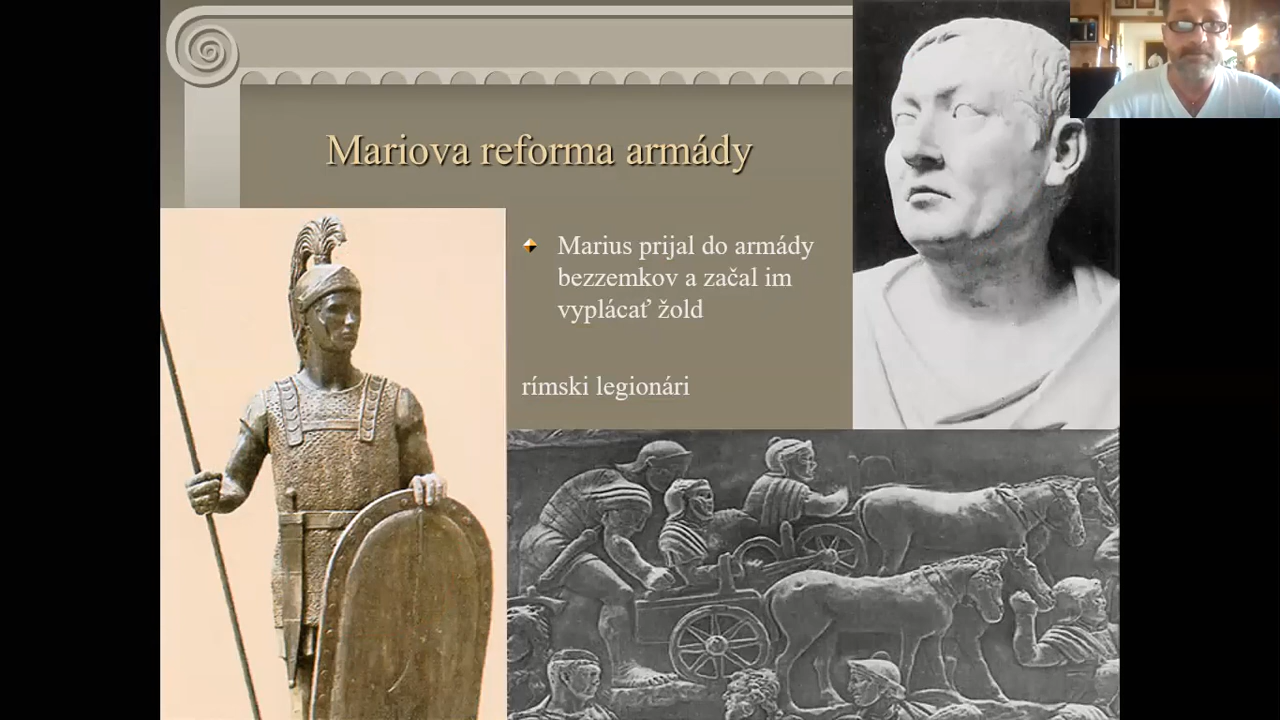 Mariova reforma armády
Marius prijal do armády
bezzemkov a začal im
vyplácať žold
rímski legionári